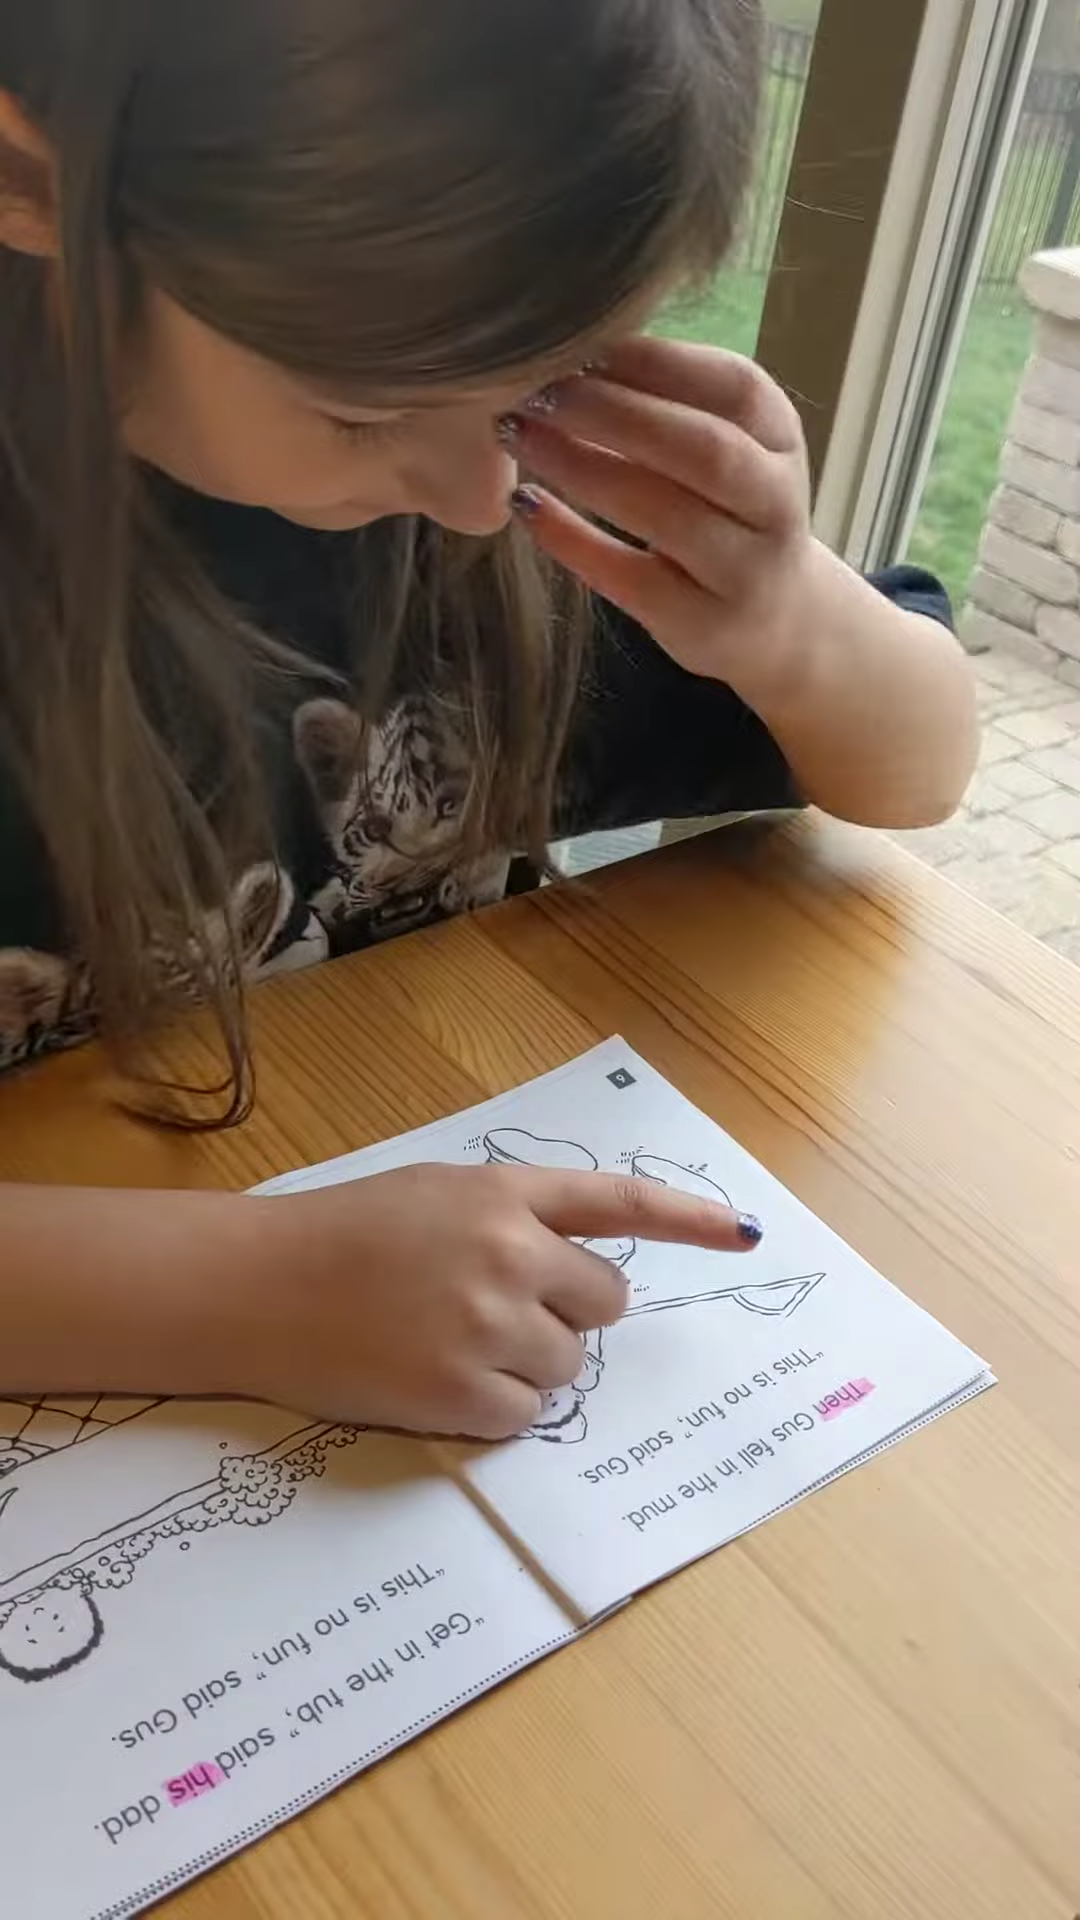 Then Gus fell in the mud.
“This is no fun,” said Gus.
6
“Get in the tub,” said his dad.
“This is no fun,” said Gus.